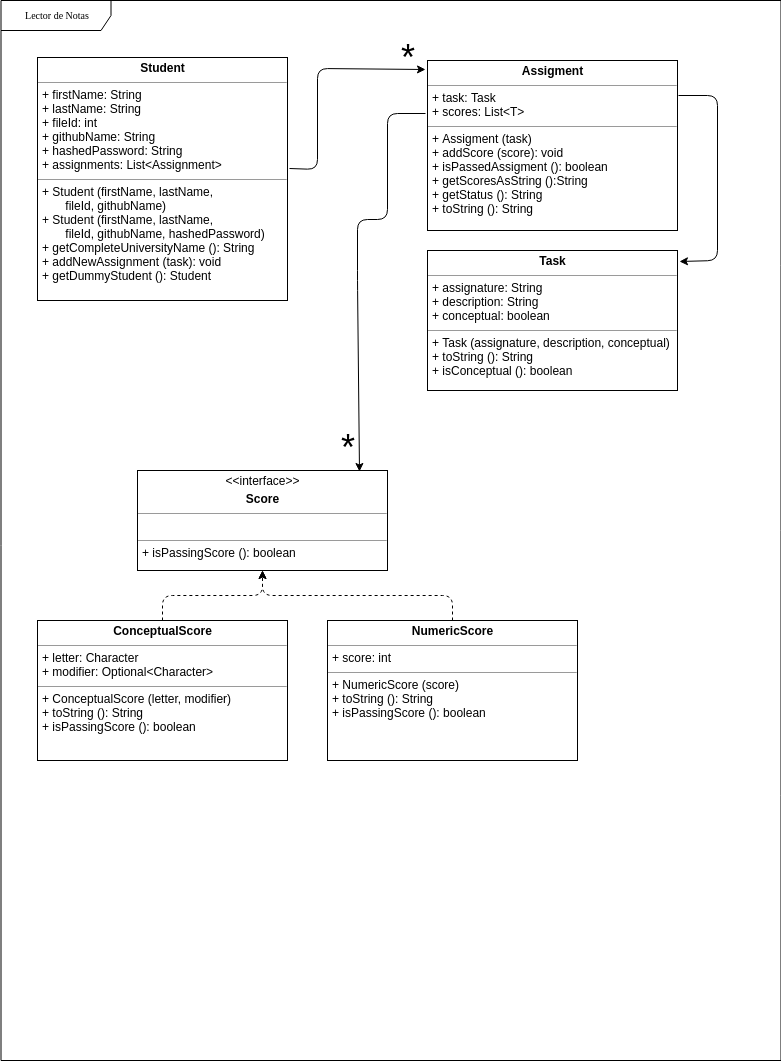 Lector de Notas
Student
+ firstName: String
+ lastName: String
+ fileId: int
+ githubName: String
+ hashedPassword: String
+ assignments: List<Assignment>
+ Student (firstName, lastName,
fileId, githubName)
+ Student (firstName, lastName,
fileId, githubName, hashedPassword)
+ getCompleteUniversityName (): String
+ addNewAssignment (task): void
+ getDummyStudent (): Student
*
Assigment
+ task: Task
+ scores: List<T>
+ Assigment (task)
+ addScore (score): void
+ isPassedAssigment (): boolean
+ getScoresAsString ():String
+ getStatus (): String
+ toString (): String
Task
+ assignature: String
+ description: String
+ conceptual: boolean
+ Task (assignature, description, conceptual)
+ toString (): String
+ isConceptual (): boolean
*
<<interface>>
Score
+ isPassingScore (): boolean
ConceptualScore
+ letter: Character
+ modifier: Optional<Character>
+ ConceptualScore (letter, modifier)
+ toString (): String
+ isPassingScore (): boolean
NumericScore
+ score: int
+ NumericScore (score)
+ toString (): String
+ isPassingScore (): boolean